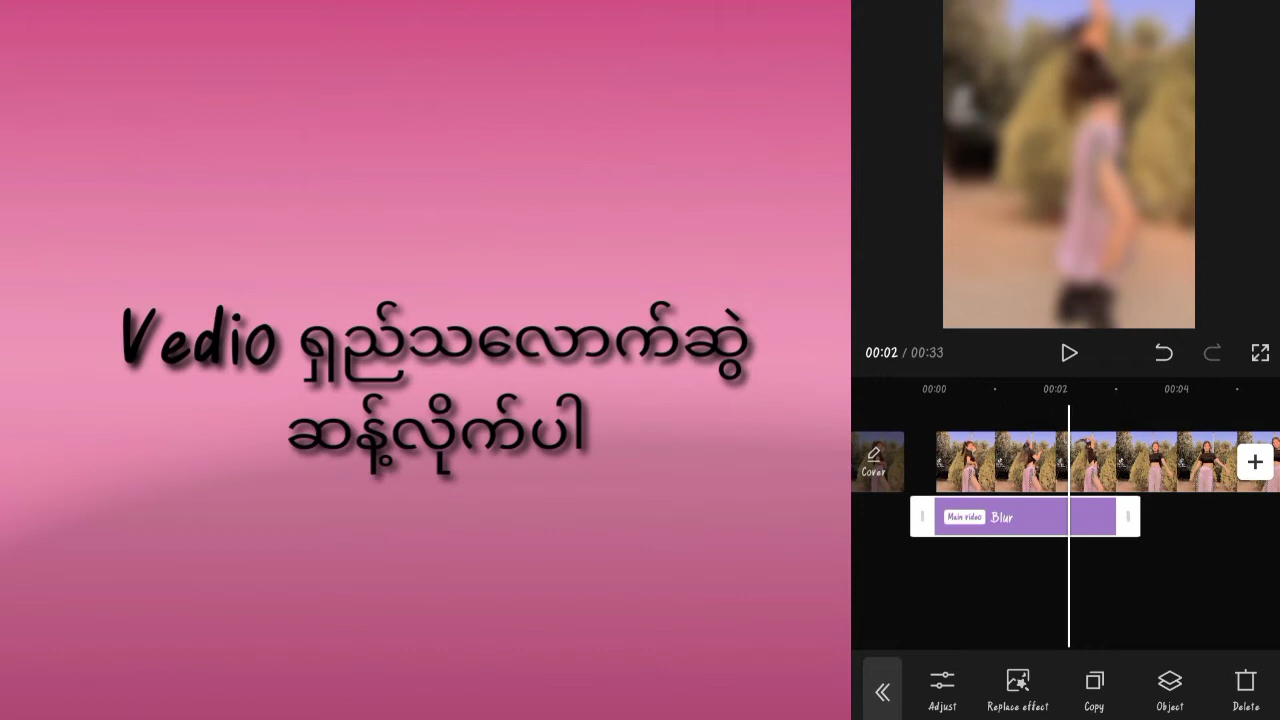 Vedio ရှည်သလောက်ဆွဲ
ဆန့်လိုက်ပါ
00:02 / 00:33
00:00 00:02 00:04
Cover
Main video Blur
Adjust Replace effect Copy Object Delete